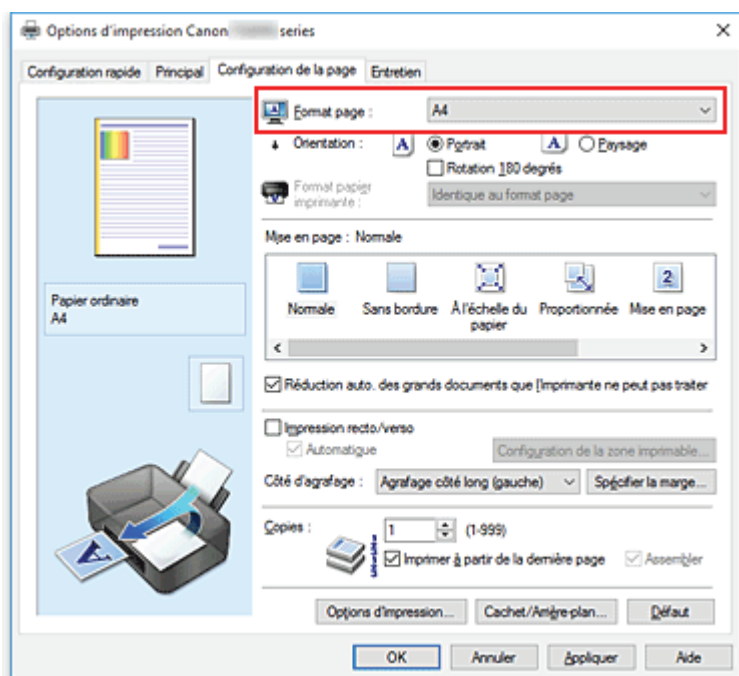 Options d'impression Canon series
Configuration rapide Principal Configuration de la page Entretien
Format page : A4
Orientation : A Portrait A Paysage
Rotation 180 degrés
Format papier
imprimante : Identique au format page
Mise en page : Normale
2
Normale Sans bordure À l'échelle du Proportionnée Mise en page
papier
Papier ordinaire
A4
Réduction auto. des grands documents que l'imprimante ne peut pas traiter
Impression recto/verso
Automatique Configuration de la zone imprimable...
Côté d'agrafage : Agrafage côté long (gauche) Spécifier la marge...
Copies : 1 (1-999)
Imprimer à partir de la dernière page Assembler
A
Options d'impression... Cachet/Arrière-plan... Défaut
OK Annuler Appliquer Aide